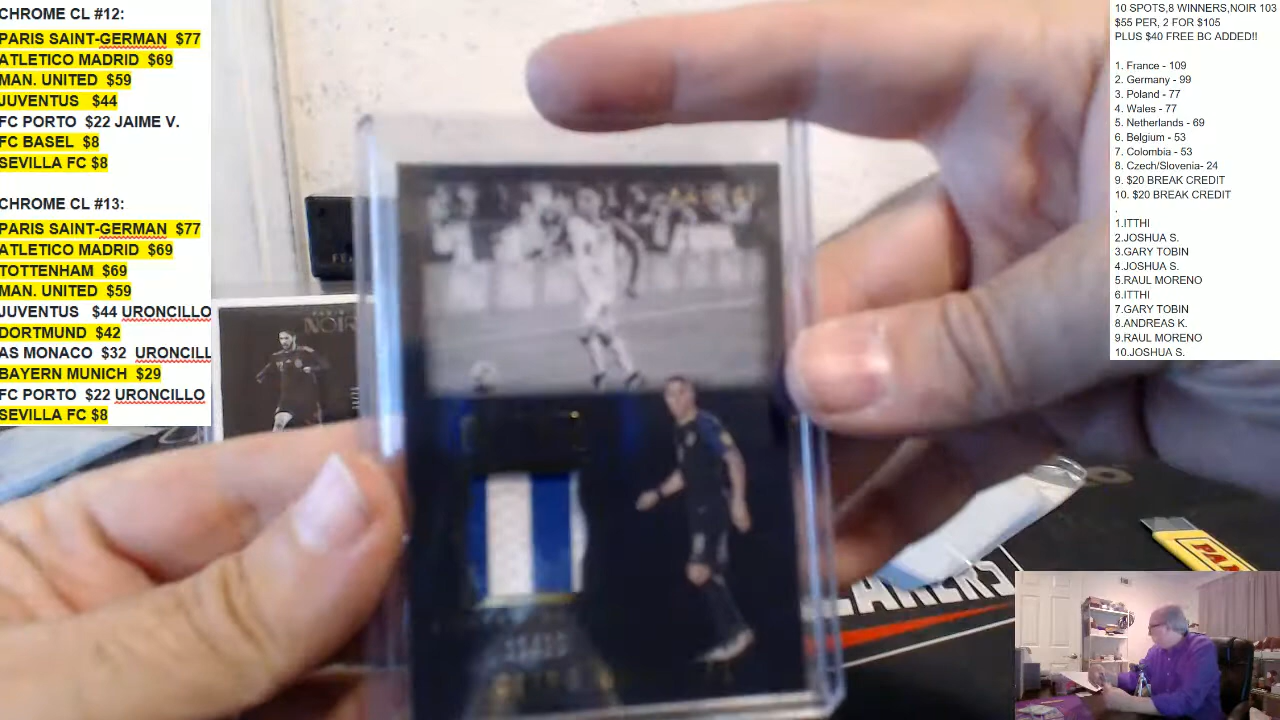 CHROME CL #12:
PARIS SAINT-GERMAN $77
ATLETICO MADRID $69
MAN. UNITED $59
JUVENTUS $44
FC PORTO $22 JAIME V.
FC BASEL $8
SEVILLA FC $8
CHROME CL #13:
PARIS SAINT-GERMAN $77
ATLETICO MADRID $69
TOTTENHAM $69
MAN. UNITED $59
JUVENTUS $44 URONCILLO
DORTMUND $42
AS MONACO $32 URONCILL
BAYERN MUNICH $29
FC PORTO $22 URONCILLO
SEVILLA FC $8
10 SPOTS,8 WINNERS,NOIR 103
$55 PER, 2 FOR $105
PLUS $40 FREE BC ADDED!!
1. France - 109
2. Germany - 99
3. Poland - 77
4. Wales - 77
5. Netherlands - 69
6. Belgium - 53
7. Colombia - 53
8. Czech/Slovenia- 24
9. $20 BREAK CREDIT
10. $20 BREAK CREDIT
.
1.ITTHI
2.JOSHUA S.
3.GARY TOBIN
4.JOSHUA S.
5.RAUL MORENO
6.ITTHI
7.GARY TOBIN
8.ANDREAS K.
9.RAUL MORENO
10.JOSHUA S.
NOIR